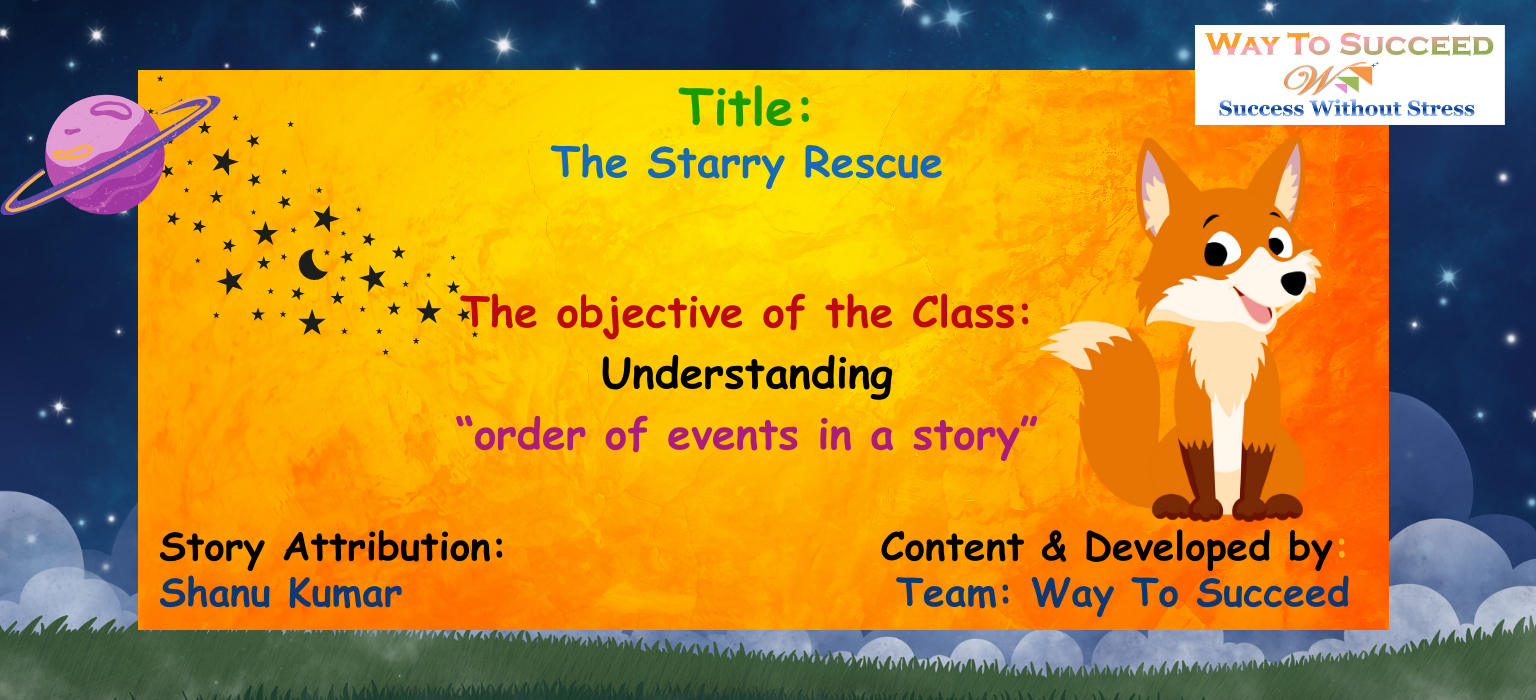 WAY TO SUCCEED
W
Success Without Stress
Title:
The Starry Rescue
The objective of the Class:
Understanding
“order of events in a story”
Story Attribution:
Shanu Kumar
Content & Developed by:
Team: Way To Succeed